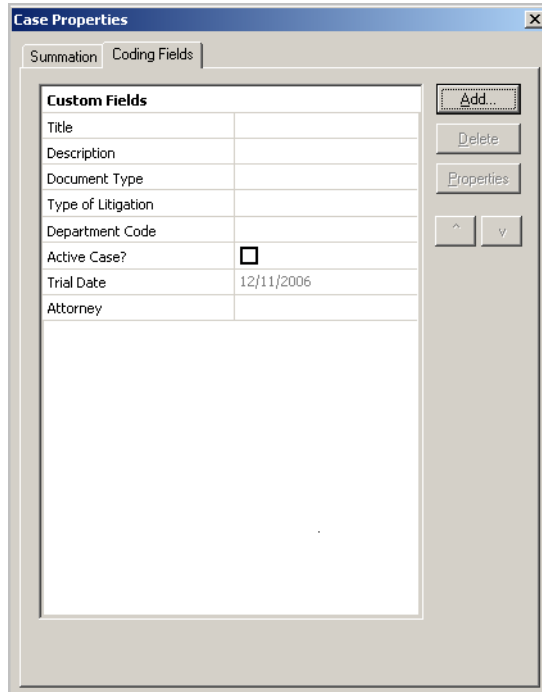 Case Properties
Summation
Coding Fields
Custom Fields
Add...
Title
Delete
Description
Document Type
Properties
Type of Litigation
Department Code
^ v
Active Case?
Trial Date 12/11/2006
Attorney